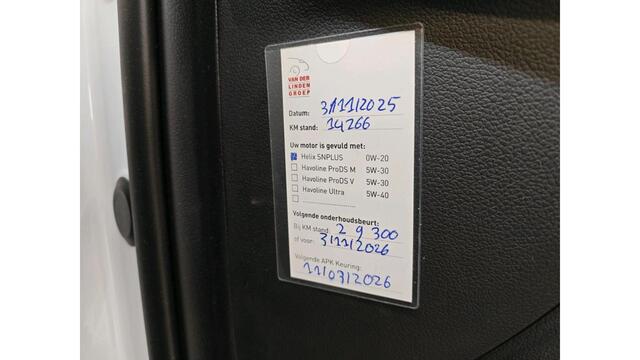 VAN DER
LINDEN
GROEP
Datum: 3/11/2025
KM stand: 14266
Uw motor is gevuld met:
Helix SNPLUS 0W-20
Havoline ProDS M 5W-30
Havoline ProDS V 5W-30
Havoline Ultra 5W-40
Volgende onderhoudsbeurt:
Bij KM stand: 29300
of voor: 3/11/2026
Volgende APK Keuring:
11/03/2026